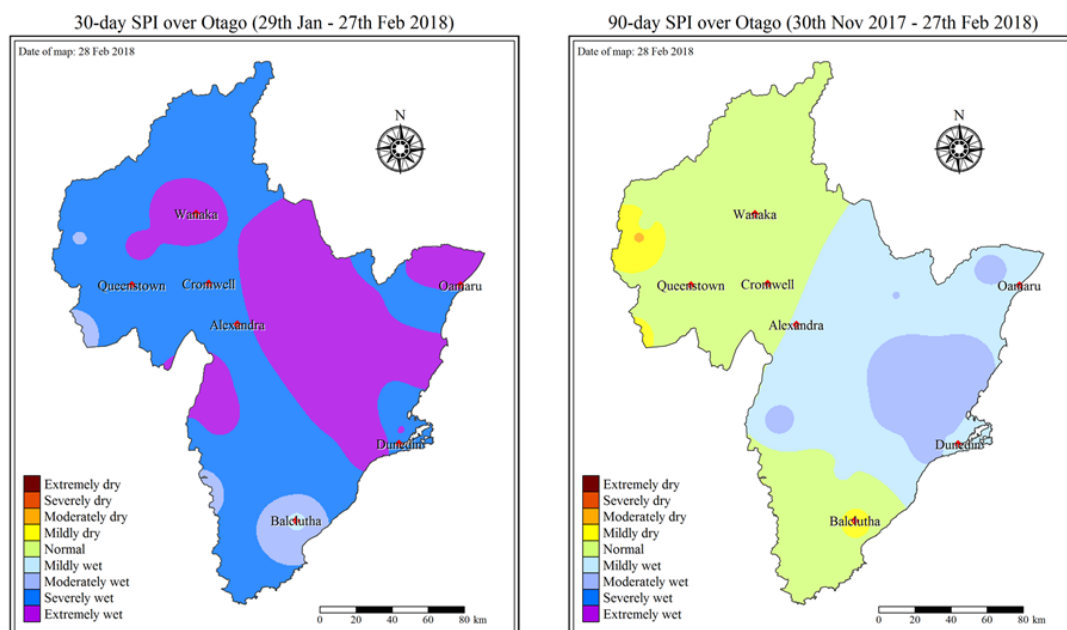 30-day SPI over Otago (29th Jan - 27th Feb 2018)
Date of map: 28 Feb 2018
N
Wanaka
Queenstown
Cromwell
Oamaru
Alexandra
Dunedin
Balclutha
Extremely dry
Severely dry
Moderately dry
Mildly dry
Normal
Mildly wet
Moderately wet
Severely wet
Extremely wet
0 20 40 60 80 km
90-day SPI over Otago (30th Nov 2017 - 27th Feb 2018)
Date of map: 28 Feb 2018
N
Wanaka
Queenstown
Cromwell
Oamaru
Alexandra
Dunedin
Balclutha
Extremely dry
Severely dry
Moderately dry
Mildly dry
Normal
Mildly wet
Moderately wet
Severely wet
Extremely wet
0 20 40 60 80 km